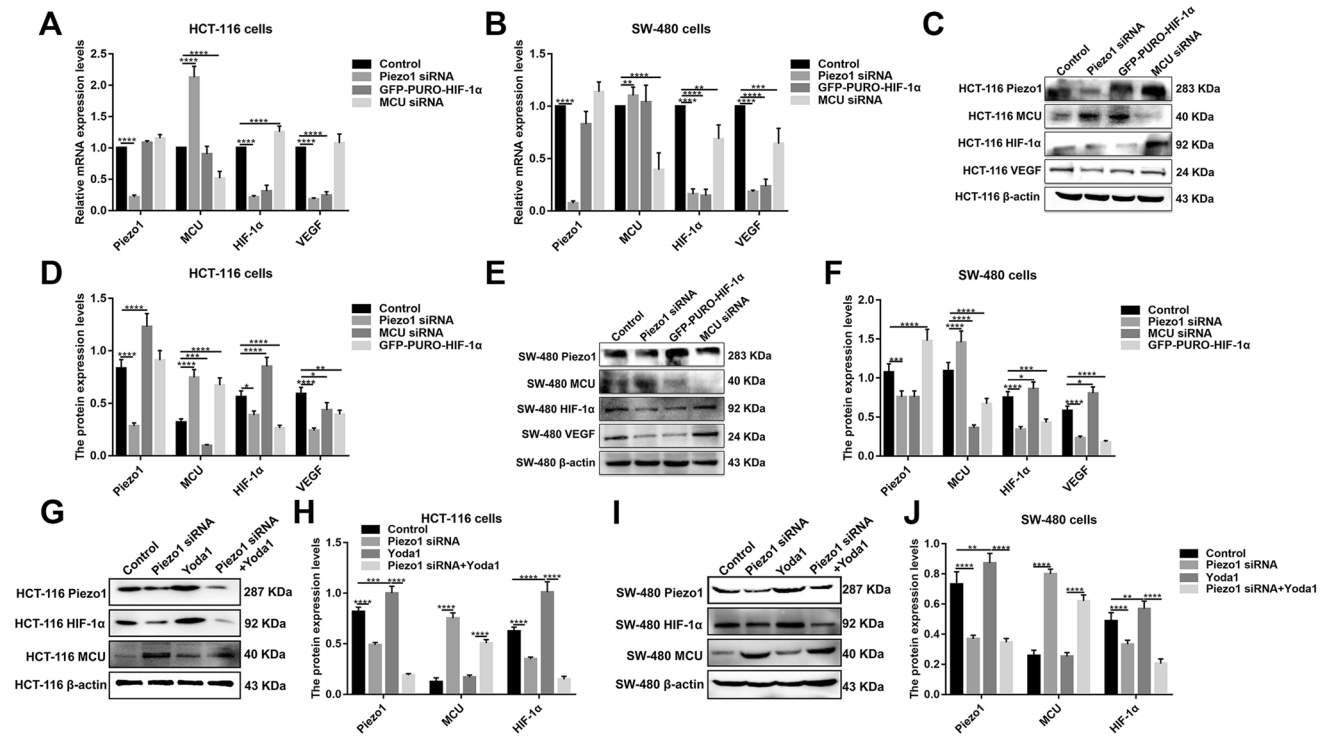 A
HCT-116 cells
Relative mRNA expression levels
2.5
2.0
1.5
1.0
0.5
0.0
**** ****
****
****
****
****
****
****
Piezo1
MCU
HIF-1α
VEGF
Control
Piezo1 siRNA
GFP-PURO-HIF-1α
MCU siRNA
B
SW-480 cells
Relative mRNA expression levels
1.5
1.0
0.5
0.0
****
****
**
**
****
****
***
****
****
Piezo1
MCU
HIF-1α
VEGF
Control
Piezo1 siRNA
GFP-PURO-HIF-1α
MCU siRNA
C
Control
Piezo1 siRNA
GFP-PURO-HIF-1α
MCU siRNA
HCT-116 Piezo1 283 KDa
HCT-116 MCU 40 KDa
HCT-116 HIF-1α 92 KDa
HCT-116 VEGF 24 KDa
HCT-116 β-actin 43 KDa
D
HCT-116 cells
The protein expression levels
1.5
1.0
0.5
0.0
****
****
****
***
****
****
****
*
**
*
****
Piezo1
MCU
HIF-1α
VEGF
Control
Piezo1 siRNA
MCU siRNA
GFP-PURO-HIF-1α
E
Control
Piezo1 siRNA
GFP-PURO-HIF-1α
MCU siRNA
SW-480 Piezo1 283 KDa
SW-480 MCU 40 KDa
SW-480 HIF-1α 92 KDa
SW-480 VEGF 24 KDa
SW-480 β-actin 43 KDa
F
SW-480 cells
The protein expression levels
2.0
1.5
1.0
0.5
0.0
****
***
****
****
****
***
*
****
****
*
****
Piezo1
MCU
HIF-1α
VEGF
Control
Piezo1 siRNA
MCU siRNA
GFP-PURO-HIF-1α
G
Control
Piezo1 siRNA
Yoda1
Piezo1 siRNA
+Yoda1
HCT-116 Piezo1 287 KDa
HCT-116 HIF-1α 92 KDa
HCT-116 MCU 40 KDa
HCT-116 β-actin 43 KDa
H
HCT-116 cells
The protein expression levels
1.5
1.0
0.5
0.0
*** ****
****
****
****
**** ****
****
Piezo1
MCU
HIF-1α
Control
Piezo1 siRNA
Yoda1
Piezo1 siRNA+Yoda1
I
Control
Piezo1 siRNA
Yoda1
Piezo1 siRNA
+Yoda1
SW-480 Piezo1 287 KDa
SW-480 HIF-1α 92 KDa
SW-480 MCU 40 KDa
SW-480 β-actin 43 KDa
J
SW-480 cells
The protein expression levels
1.0
0.8
0.6
0.4
0.2
0.0
** ****
****
****
****
** ****
****
Piezo1
MCU
HIF-1α
Control
Piezo1 siRNA
Yoda1
Piezo1 siRNA+Yoda1